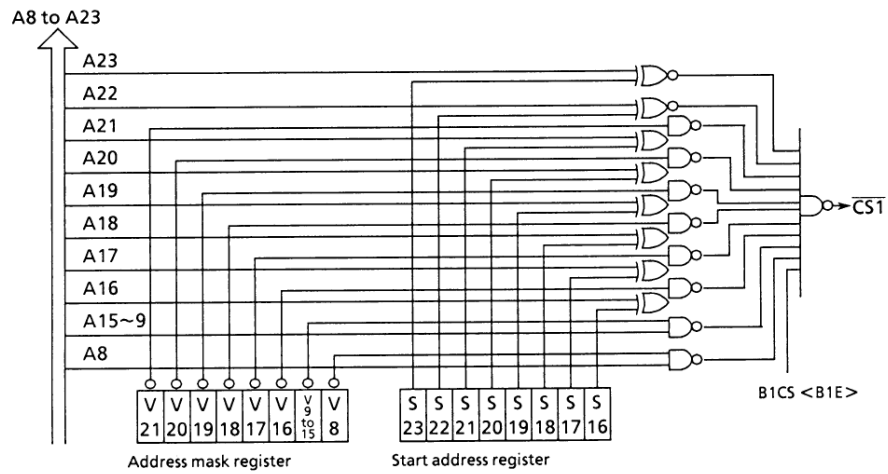 A8 to A23
A23
A22
A21
A20
A19
A18
A17
A16
A15~9
A8
CS1
B1CS <B1E>
V 21
V 20
V 19
V 18
V 17
V 16
V 9 to 15
V 8
S 23
S 22
S 21
S 20
S 19
S 18
S 17
S 16
Address mask register
Start address register